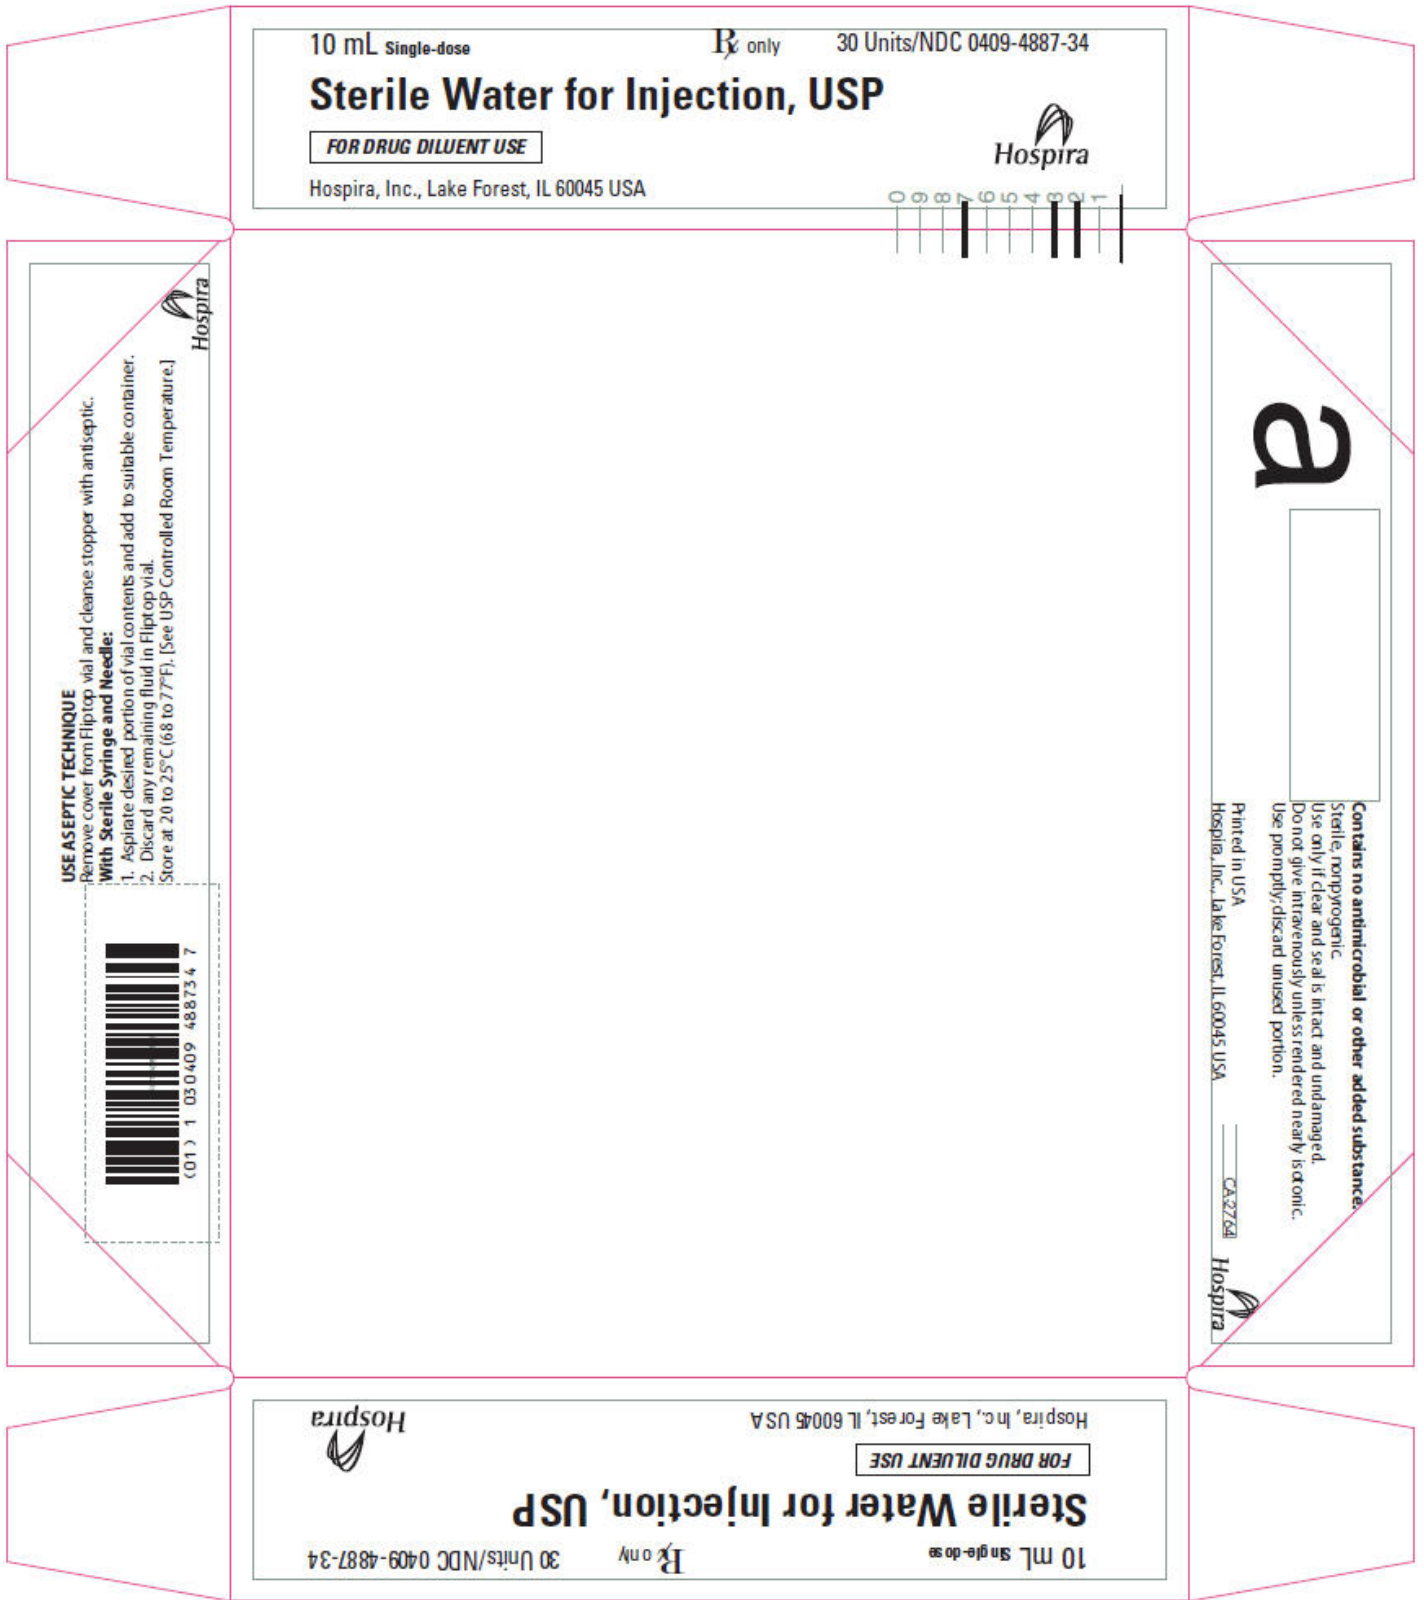 10 mL Single-dose
Rx only
30 Units/NDC 0409-4887-34
Sterile Water for Injection, USP
FOR DRUG DILUENT USE
Hospira
Hospira, Inc., Lake Forest, IL 60045 USA
0 9 8 7 6 5 4 3 2 1
USE ASEPTIC TECHNIQUE
Remove cover from Fliptop vial and cleanse stopper with antiseptic.
With Sterile Syringe and Needle:
1. Aspirate desired portion of vial contents and add to suitable container.
2. Discard any remaining fluid in Fliptop vial.
Store at 20 to 25°C (68 to 77°F). [See USP Controlled Room Temperature.]
Hospira
(01) 1 030409 488734 7
a
Contains no antimicrobial or other added substance.
Sterile, nonpyrogenic.
Use only if clear and seal is intact and undamaged.
Do not give intravenously unless rendered nearly isotonic.
Use promptly; discard unused portion.
Printed in USA
Hospira, Inc., Lake Forest, IL 60045 USA
CA-2764
Hospira
10 mL Single-dose
Rx only
30 Units/NDC 0409-4887-34
Sterile Water for Injection, USP
FOR DRUG DILUENT USE
Hospira, Inc., Lake Forest, IL 60045 USA
Hospira